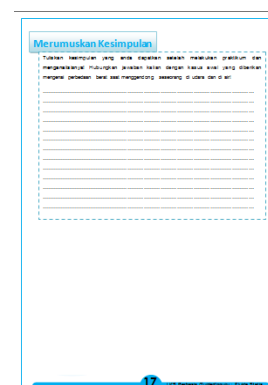 Merumuskan Kesimpulan
Tuliskan kesimpulan yang anda dapatkan setelah melakukan praktikum dan
menganalisisnya! Hubungkan jawaban kalian dengan kasus awal yang diberikan
mengenai perbedaan berat saat menggendong seseorang di udara dan di air!
17